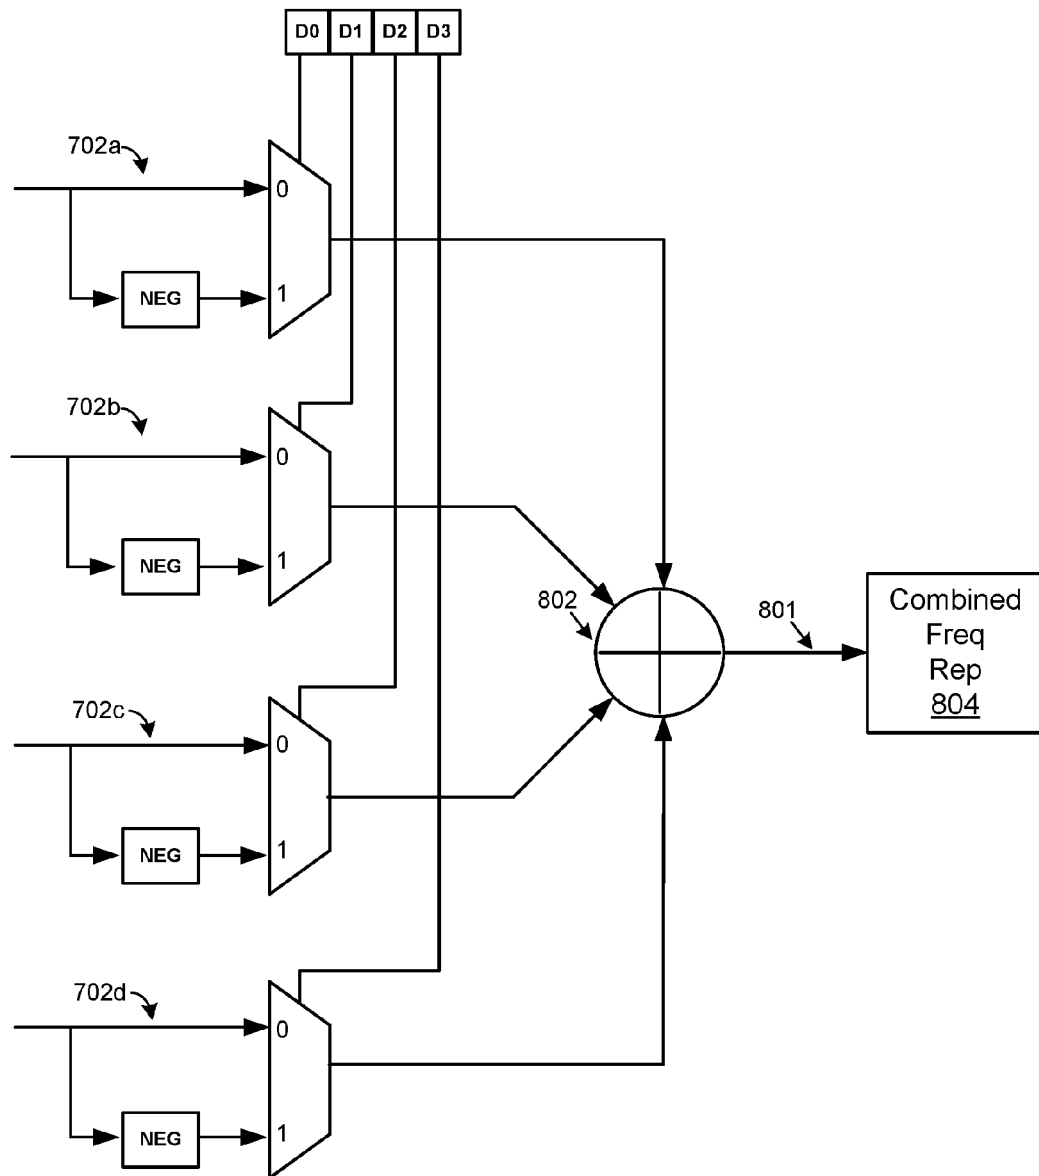 D0 D1 D2 D3
702a
0
NEG 1
702b
0
NEG 1
802
801
Combined
Freq
Rep
804
702c
0
NEG 1
702d
0
NEG 1